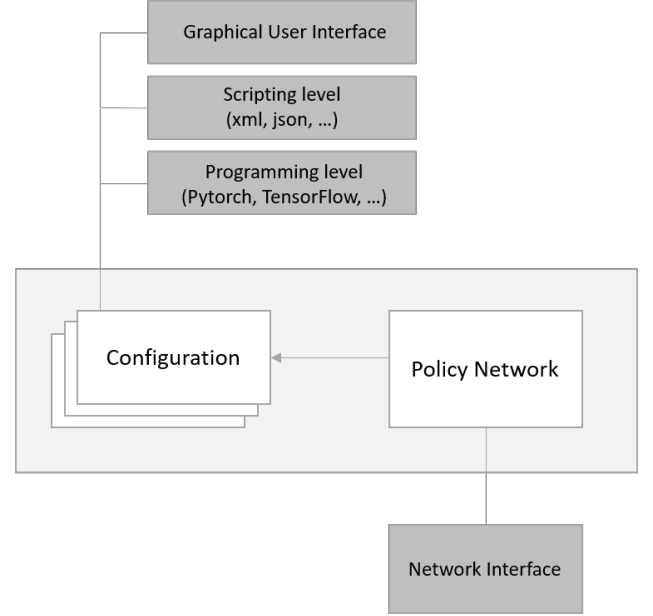 Graphical User Interface
Scripting level
(xml, json, …)
Programming level
(Pytorch, TensorFlow, …)
Configuration
Policy Network
Network Interface